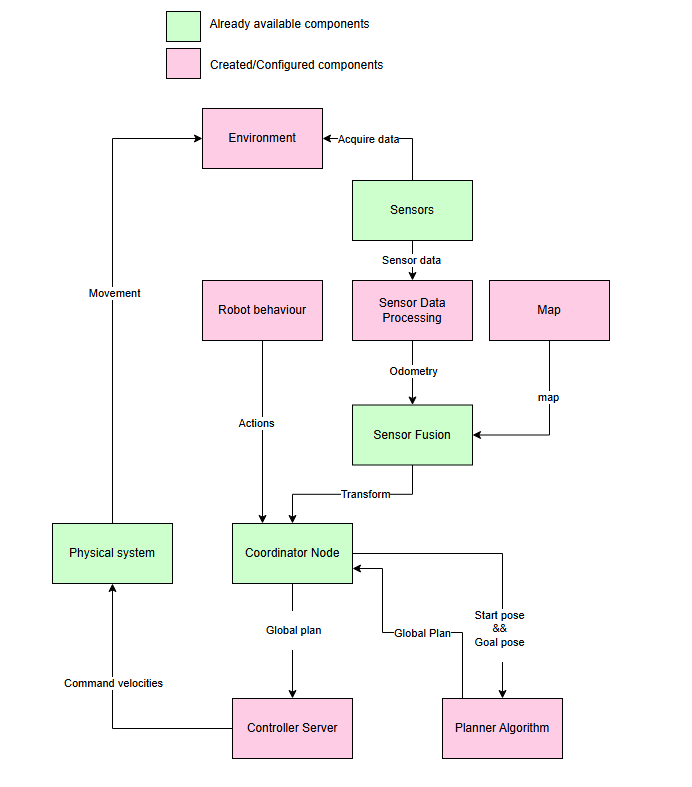 Already available components
Created/Configured components
Environment
Acquire data
Sensors
Sensor data
Movement
Robot behaviour
Sensor Data
Processing
Map
Odometry
map
Actions
Sensor Fusion
Transform
Physical system
Coordinator Node
Start pose
&&
Goal pose
Global plan
Global Plan
Command velocities
Controller Server
Planner Algorithm